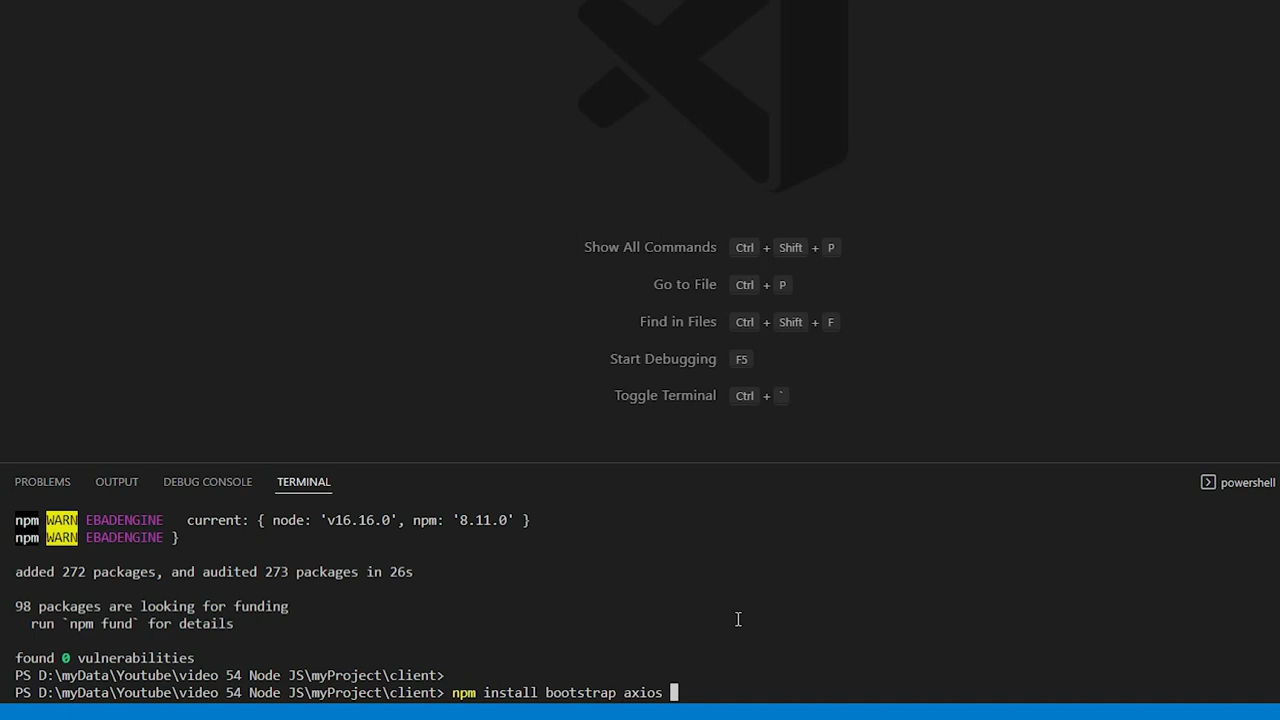 Show All Commands Ctrl + Shift + P
Go to File Ctrl + P
Find in Files Ctrl + Shift + F
Start Debugging F5
Toggle Terminal Ctrl + `
PROBLEMS OUTPUT DEBUG CONSOLE TERMINAL powershell
npm WARN EBADENGINE   current: { node: 'v16.16.0', npm: '8.11.0' }
npm WARN EBADENGINE }
added 272 packages, and audited 273 packages in 26s
98 packages are looking for funding
  run `npm fund` for details
found 0 vulnerabilities
PS D:\myData\Youtube\video 54 Node JS\myProject\client>
PS D:\myData\Youtube\video 54 Node JS\myProject\client> npm install bootstrap axios